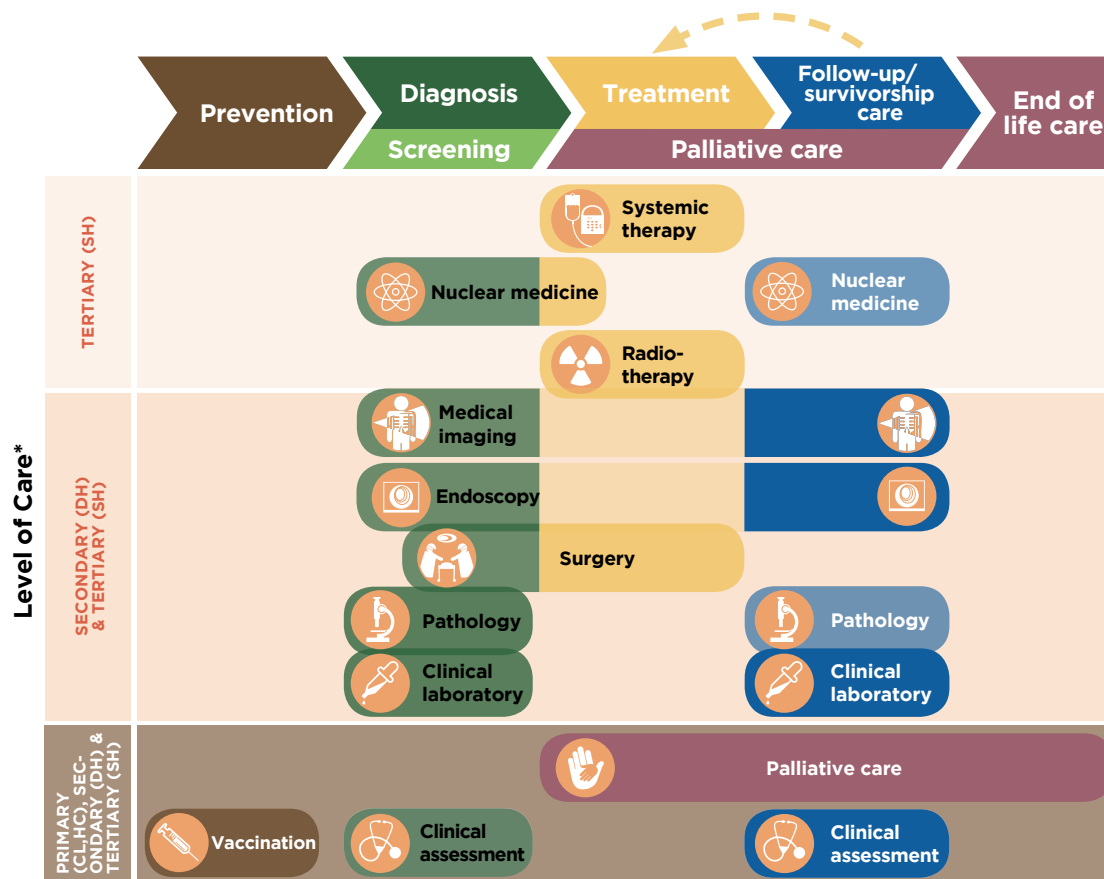 Prevention
Diagnosis
Screening
Treatment
Follow-up/
survivorship
care
Palliative care
End of
life care
Level of Care*
TERTIARY (SH)
Systemic
therapy
Nuclear medicine
Nuclear
medicine
Radio-
therapy
SECONDARY (DH)
& TERTIARY (SH)
Medical
imaging
Endoscopy
Surgery
Pathology
Pathology
Clinical
laboratory
Clinical
laboratory
PRIMARY
(CL,HC), SEC-
ONDARY (DH) &
TERTIARY (SH)
Palliative care
Vaccination
Clinical
assessment
Clinical
assessment